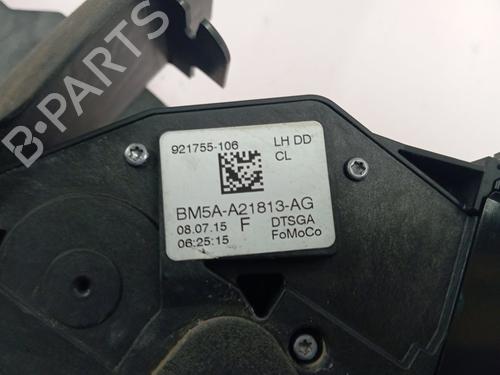 921755-106 LH DD
CL
BM5A-A21813-AG
08.07.15 F DTSGA
06:25:15 FoMoCo
B-PARTS